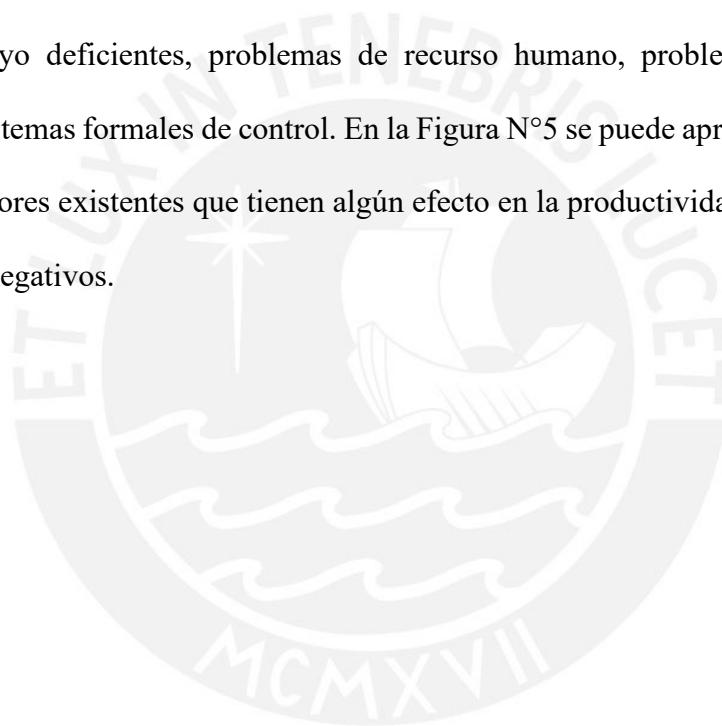 yo deficientes, problemas de recurso humano, proble
temas formales de control. En la Figura N°5 se puede apr
ores existentes que tienen algún efecto en la productivida
egativos.
ET LUX IN TENEBRIS LUCET
MCMXVII